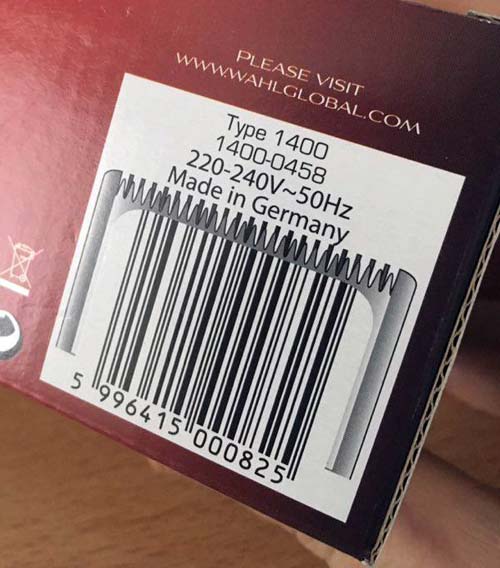 PLEASE VISIT
WWW.WAHLGLOBAL.COM
Type 1400
1400-0458
220-240V~50Hz
Made in Germany
5 996415 000825